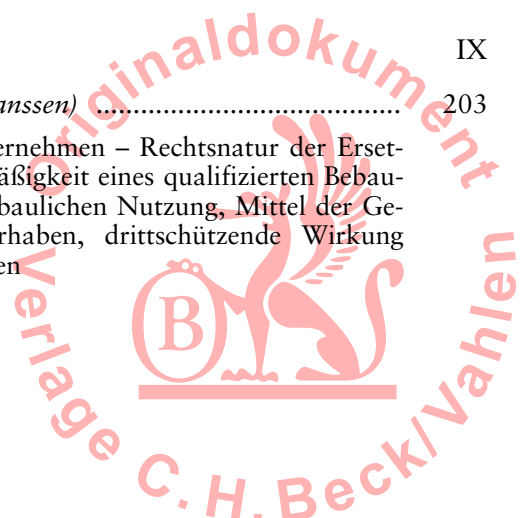 IX
anssen) ........................................ 203
ernehmen – Rechtsnatur der Erset-
äßigkeit eines qualifizierten Bebau-
baulichen Nutzung, Mittel der Ge-
rhaben, drittschützende Wirkung
en
Originaldokument
B
Verlage C.H.Beck/Vahlen